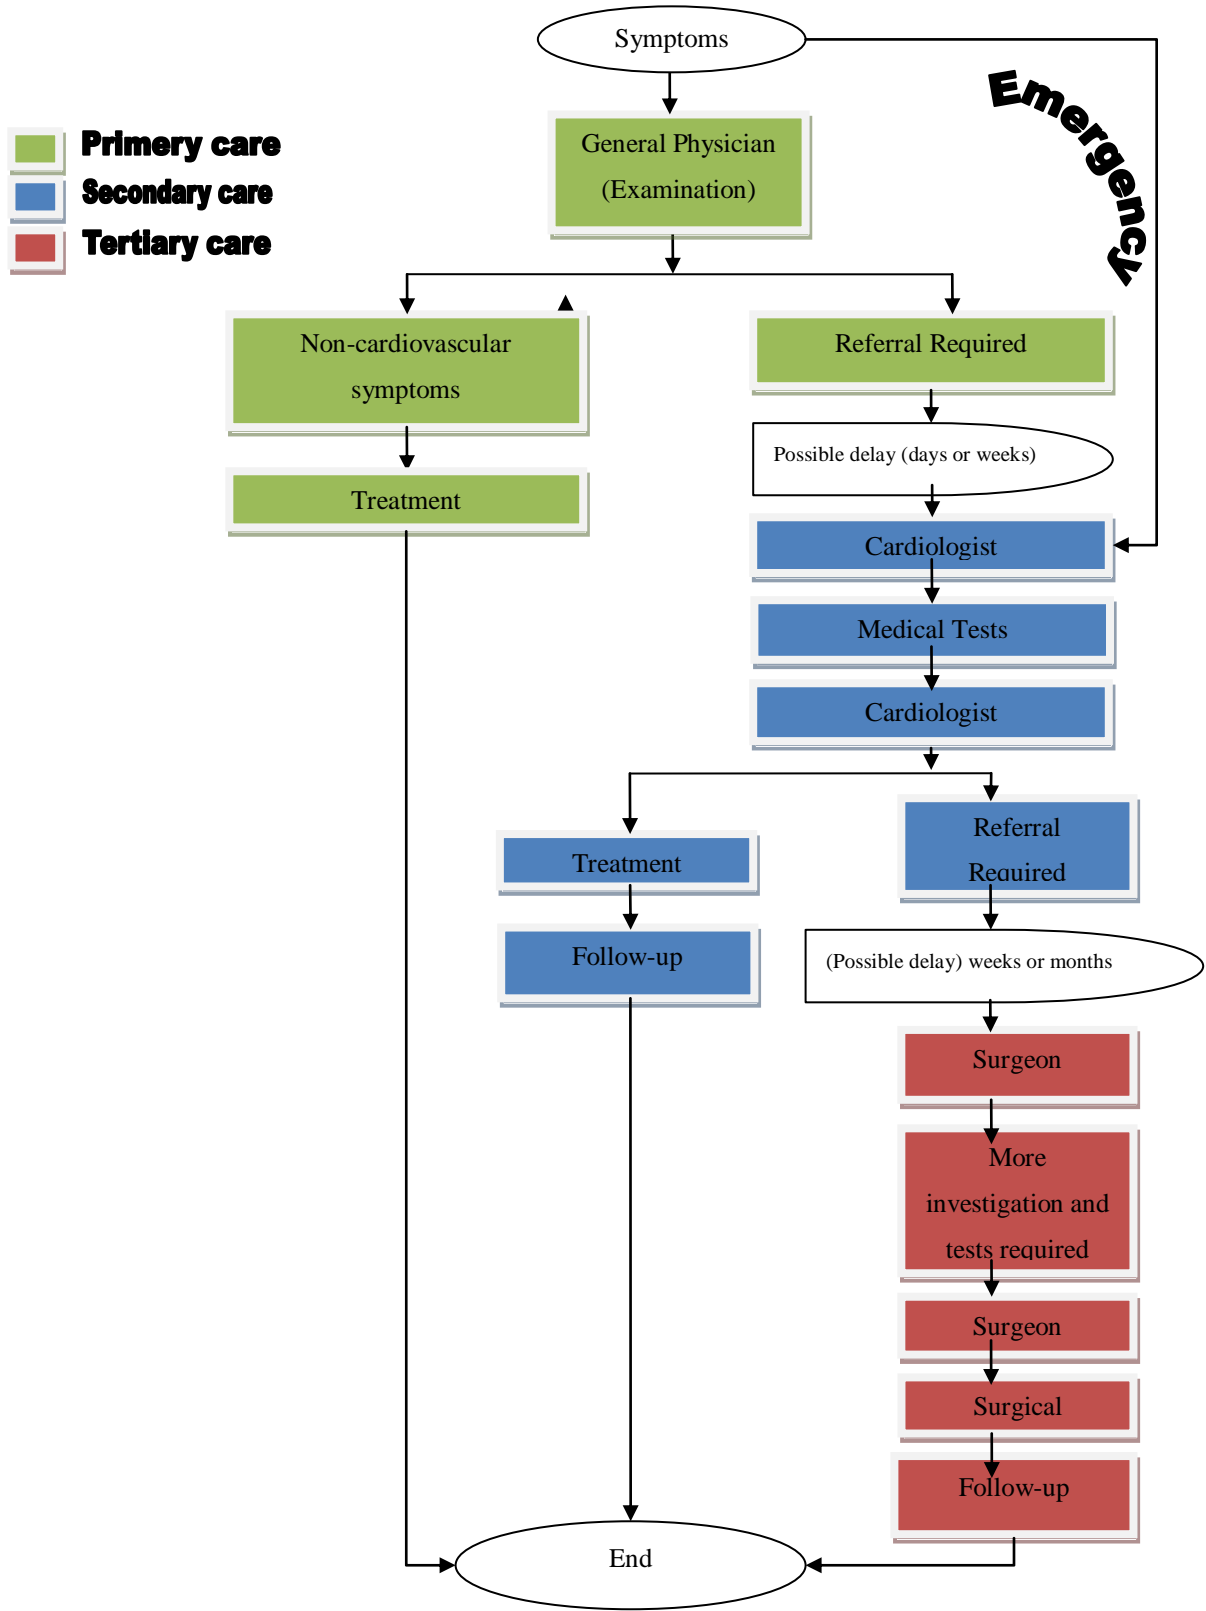 Symptoms
Emergency
Primery care
Secondary care
Tertiary care
General Physician
(Examination)
Non-cardiovascular
symptoms
Referral Required
Possible delay (days or weeks)
Treatment
Cardiologist
Medical Tests
Cardiologist
Treatment
Referral
Required
Follow-up
(Possible delay) weeks or months
Surgeon
More
investigation and
tests required
Surgeon
Surgical
Follow-up
End